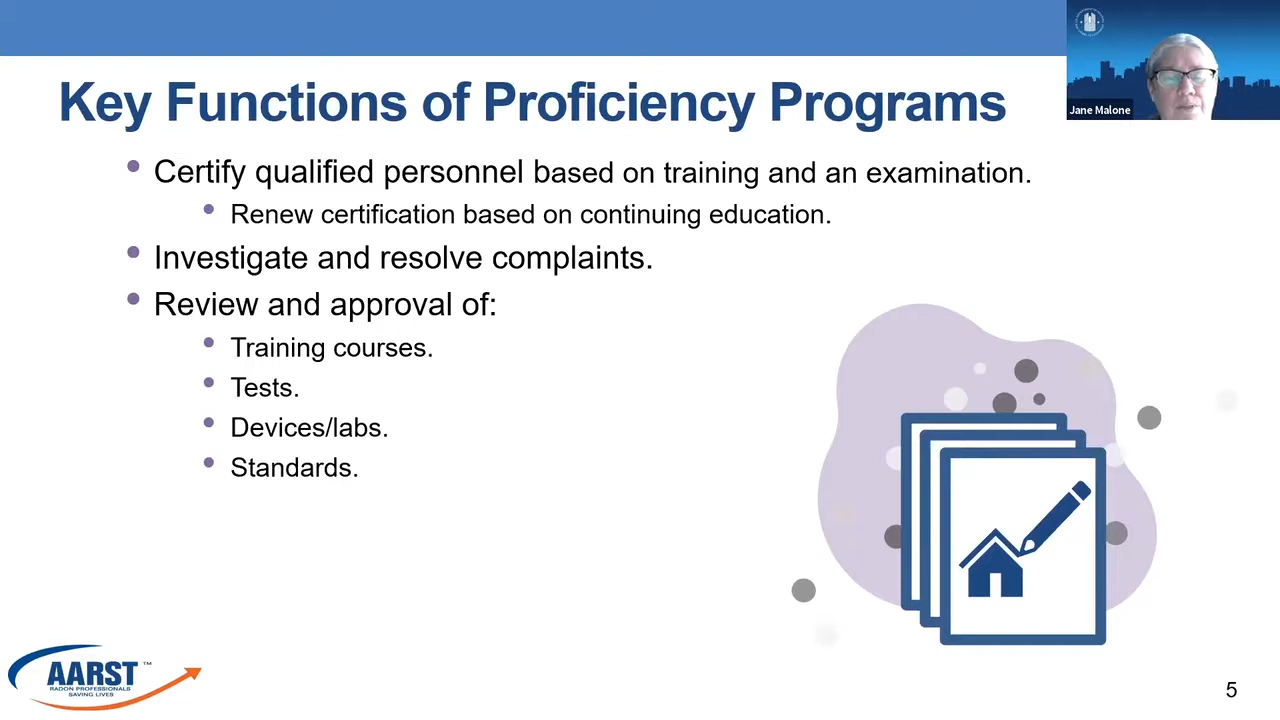 Key Functions of Proficiency Programs
Jane Malone
Certify qualified personnel based on training and an examination.
Renew certification based on continuing education.
Investigate and resolve complaints.
Review and approval of:
Training courses.
Tests.
Devices/labs.
Standards.
AARST™
RADON PROFESSIONALS
SAVING LIVES
5